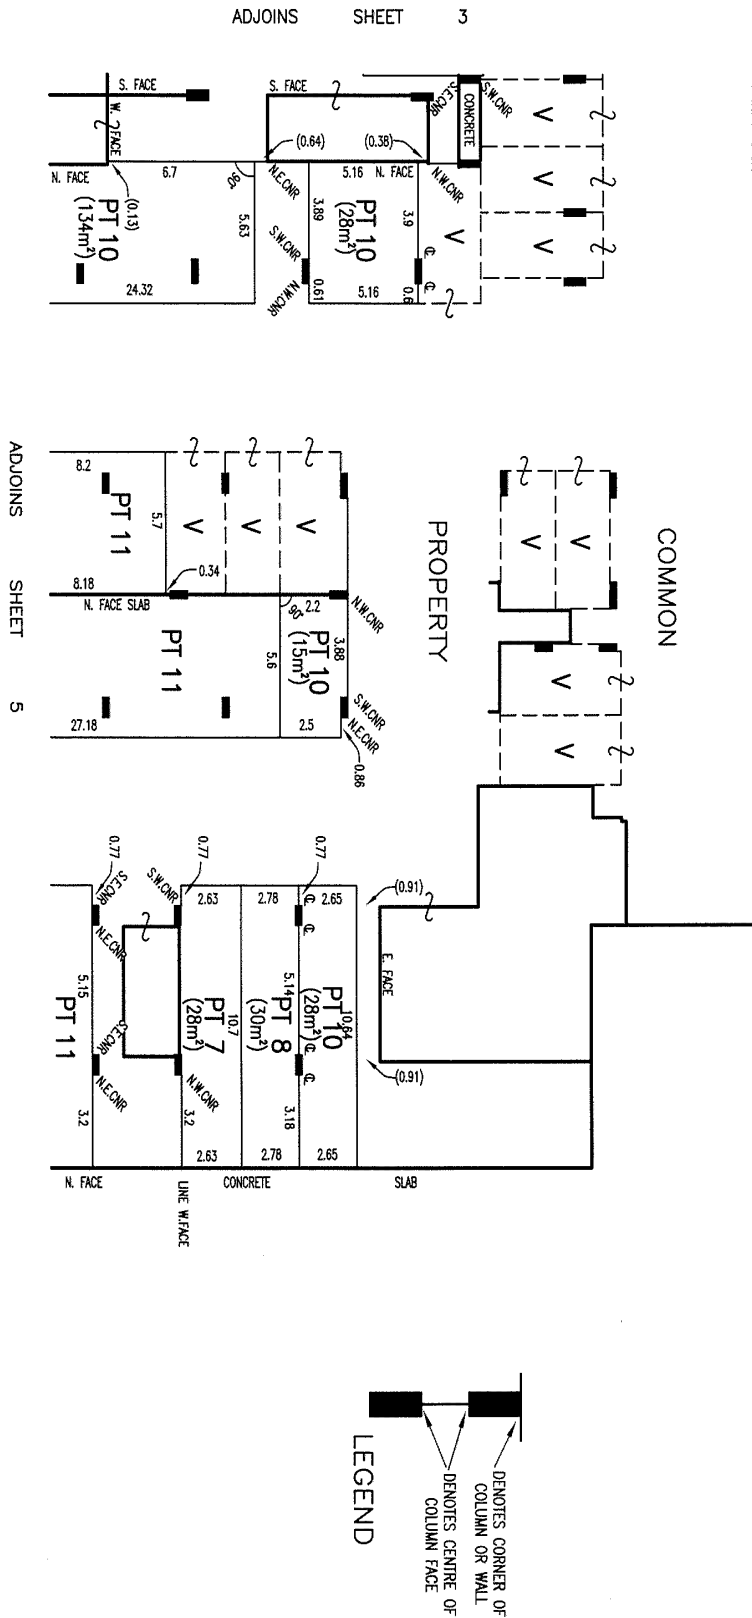 ADJOINS SHEET 3
S. FACE
S. FACE
S.E.CNR
S.W.CNR
CONCRETE
V
W. FACE
(0.64)
(0.38)
N. FACE
6.7
90°
N.E.CNR
5.16
N. FACE
N.W.CNR
V
(0.13)
PT 10
(134m²)
5.63
3.89
PT 10
(28m²)
3.9
℄
V
V
S.W.CNR
N.W.CNR
24.32
0.61
5.16
0.6
℄
ADJOINS SHEET 5
8.2
PT 11
5.7
V
V
V
0.34
8.18
N. FACE SLAB
90°
2.2
N.W.CNR
PT 11
5.6
PT 10
(15m²)
3.88
S.W.CNR
N.E.CNR
27.18
2.5
0.86
COMMON
PROPERTY
V
V
V
V
0.77
0.77
0.77
(0.91)
S.E.CNR
S.W.CNR
2.63
2.78
℄
2.65
N.E.CNR
℄
E. FACE
5.15
PT 11
PT 7
(28m²)
10.7
PT 8
(30m²)
5.14
PT 10
(28m²)
10.64
S.E.CNR
℄
N.E.CNR
N.W.CNR
℄
(0.91)
3.2
3.2
3.18
2.63
2.78
2.65
N. FACE
LINE W.FACE
CONCRETE
SLAB
DENOTES CORNER OF
COLUMN OR WALL
DENOTES CENTRE OF
COLUMN FACE
LEGEND